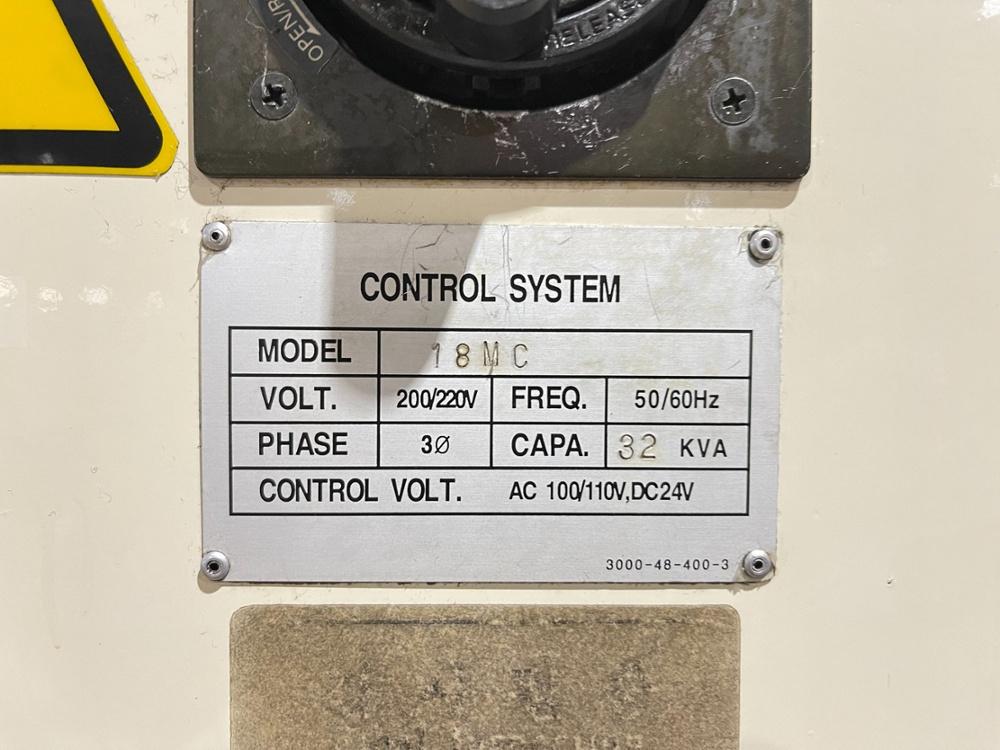 OPEN/R
RELEASE
CONTROL SYSTEM
MODEL 18MC
VOLT. 200/220V FREQ. 50/60Hz
PHASE 3Ø CAPA. 32 KVA
CONTROL VOLT. AC 100/110V,DC24V
3000-48-400-3